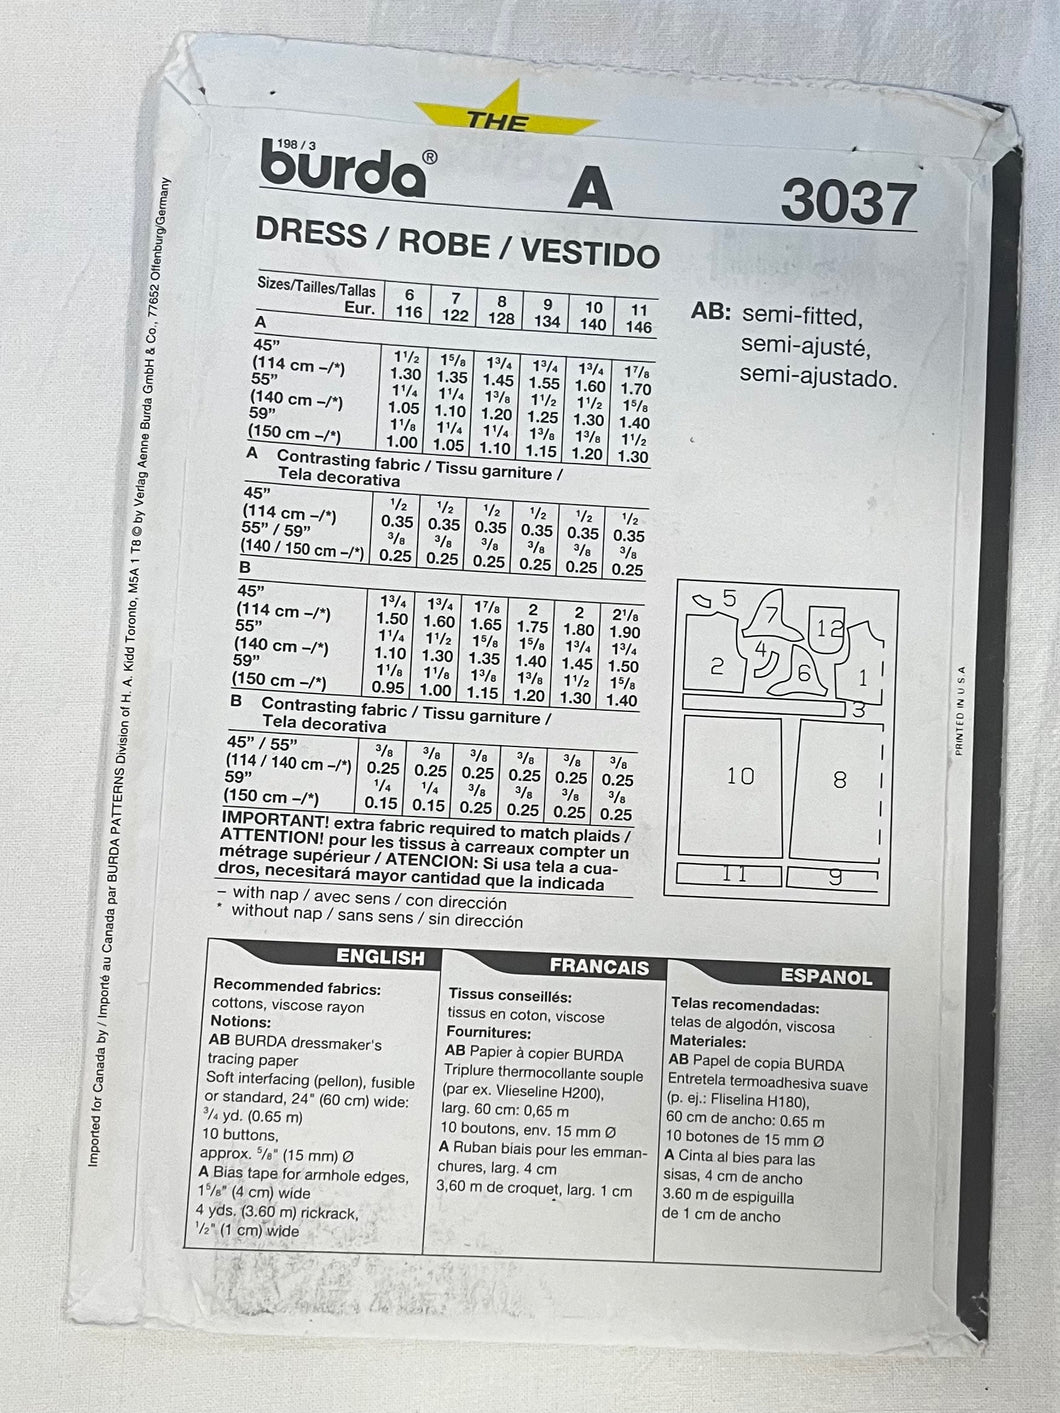 THE
198 / 3
burda®
A
3037
DRESS / ROBE / VESTIDO
Sizes/Tailles/Tallas 6 7 8 9 10 11
Eur. 116 122 128 134 140 146
A
45” 1 1/2 1 5/8 1 3/4 1 3/4 1 3/4 1 7/8
(114 cm –/*) 1.30 1.35 1.45 1.55 1.60 1.70
55” 1 1/4 1 1/4 1 3/8 1 1/2 1 1/2 1 5/8
(140 cm –/*) 1.05 1.10 1.20 1.25 1.30 1.40
59” 1 1/8 1 1/4 1 1/4 1 3/8 1 3/8 1 1/2
(150 cm –/*) 1.00 1.05 1.10 1.15 1.20 1.30
A Contrasting fabric / Tissu garniture /
Tela decorativa
45” 1/2 1/2 1/2 1/2 1/2 1/2
(114 cm –/*) 0.35 0.35 0.35 0.35 0.35 0.35
55” / 59” 3/8 3/8 3/8 3/8 3/8 3/8
(140 / 150 cm –/*) 0.25 0.25 0.25 0.25 0.25 0.25
B
45” 1 3/4 1 3/4 1 7/8 2 2 2 1/8
(114 cm –/*) 1.50 1.60 1.65 1.75 1.80 1.90
55” 1 1/4 1 1/2 1 5/8 1 5/8 1 3/4 1 3/4
(140 cm –/*) 1.10 1.30 1.35 1.40 1.45 1.50
59” 1 1/8 1 1/8 1 3/8 1 3/8 1 1/2 1 5/8
(150 cm –/*) 0.95 1.00 1.15 1.20 1.30 1.40
B Contrasting fabric / Tissu garniture /
Tela decorativa
45” / 55” 3/8 3/8 3/8 3/8 3/8 3/8
(114 / 140 cm –/*) 0.25 0.25 0.25 0.25 0.25 0.25
59” 1/4 1/4 3/8 3/8 3/8 3/8
(150 cm –/*) 0.15 0.15 0.25 0.25 0.25 0.25
IMPORTANT! extra fabric required to match plaids /
ATTENTION! pour les tissus à carreaux compter un
métrage supérieur / ATENCION: Si usa tela a cua-
dros, necesitará mayor cantidad que la indicada
– with nap / avec sens / con dirección
* without nap / sans sens / sin dirección
AB: semi-fitted,
semi-ajusté,
semi-ajustado.
5
7
12
2
4
6
1
3
10
8
11
9
ENGLISH
Recommended fabrics:
cottons, viscose rayon
Notions:
AB BURDA dressmaker's
tracing paper
Soft interfacing (pellon), fusible
or standard, 24" (60 cm) wide:
3/4 yd. (0.65 m)
10 buttons,
approx. 5/8" (15 mm) Ø
A Bias tape for armhole edges,
1 5/8" (4 cm) wide
4 yds. (3.60 m) rickrack,
1/2" (1 cm) wide
FRANCAIS
Tissus conseillés:
tissus en coton, viscose
Fournitures:
AB Papier à copier BURDA
Triplure thermocollante souple
(par ex. Vlieseline H200),
larg. 60 cm: 0,65 m
10 boutons, env. 15 mm Ø
A Ruban biais pour les emman-
chures, larg. 4 cm
3,60 m de croquet, larg. 1 cm
ESPANOL
Telas recomendadas:
telas de algodón, viscosa
Materiales:
AB Papel de copia BURDA
Entretela termoadhesiva suave
(p. ej.: Fliselina H180),
60 cm de ancho: 0.65 m
10 botones de 15 mm Ø
A Cinta al bies para las
sisas, 4 cm de ancho
3.60 m de espiguilla
de 1 cm de ancho
Imported for Canada by / Importé au Canada par BURDA PATTERNS Division of H. A. Kidd Toronto, M5A 1 T8 © by Verlag Aenne Burda GmbH & Co., 77652 Offenburg/Germany
PRINTED IN U.S.A